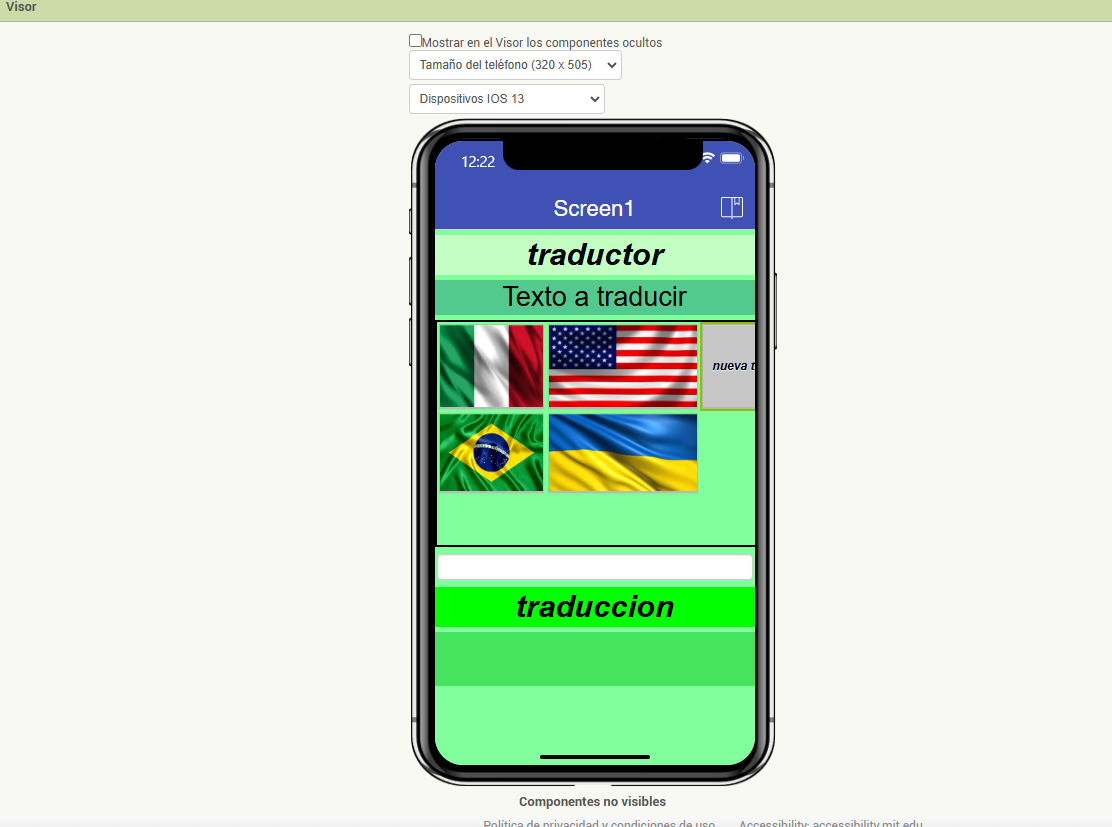 Visor
Mostrar en el Visor los componentes ocultos
Tamaño del teléfono (320 x 505)
Dispositivos IOS 13
12:22
Screen1
traductor
Texto a traducir
nueva t
traduccion
Componentes no visibles
Política de privacidad y condiciones de uso
Accessibility: accessibility.mit.edu